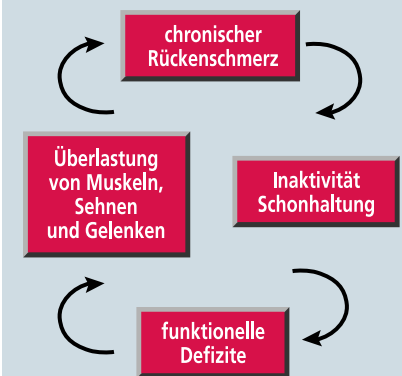 chronischer
Rückenschmerz
Überlastung
von Muskeln,
Sehnen
und Gelenken
Inaktivität
Schonhaltung
funktionelle
Defizite